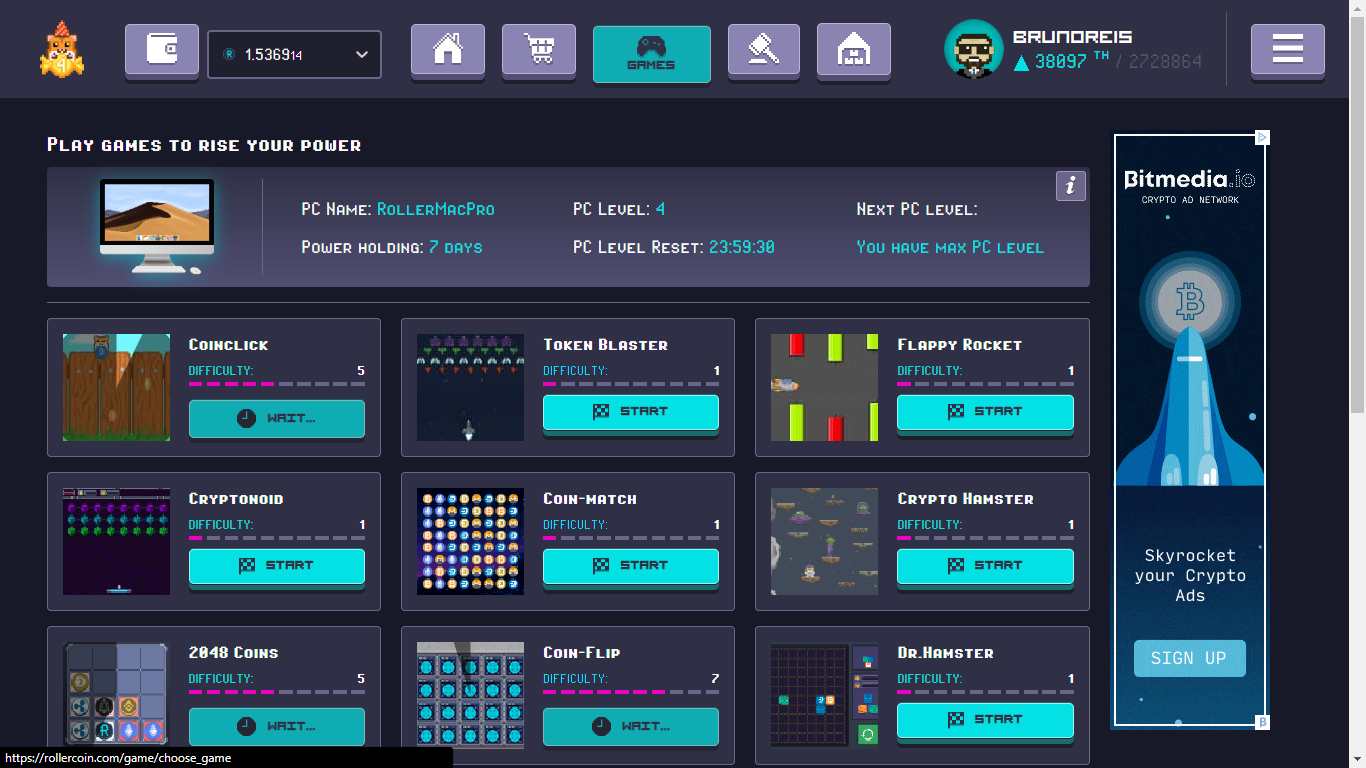 1.536914
GAMES
BRUNOREIS
38097 TH / 2728864
Play games to rise your power
PC Name: RollerMacPro
PC Level: 4
Next PC level:
Power holding: 7 days
PC Level Reset: 23:59:30
You have max PC level
i
Coinclick
DIFFICULTY: 5
WAIT...
Token Blaster
DIFFICULTY: 1
START
Flappy Rocket
DIFFICULTY: 1
START
Cryptonoid
DIFFICULTY: 1
START
Coin-match
DIFFICULTY: 1
START
Crypto Hamster
DIFFICULTY: 1
START
2048 Coins
DIFFICULTY: 5
WAIT...
Coin-Flip
DIFFICULTY: 7
WAIT...
Dr.Hamster
DIFFICULTY: 1
START
Bitmedia.io
CRYPTO AD NETWORK
Skyrocket
your Crypto
Ads
SIGN UP
https://rollercoin.com/game/choose_game